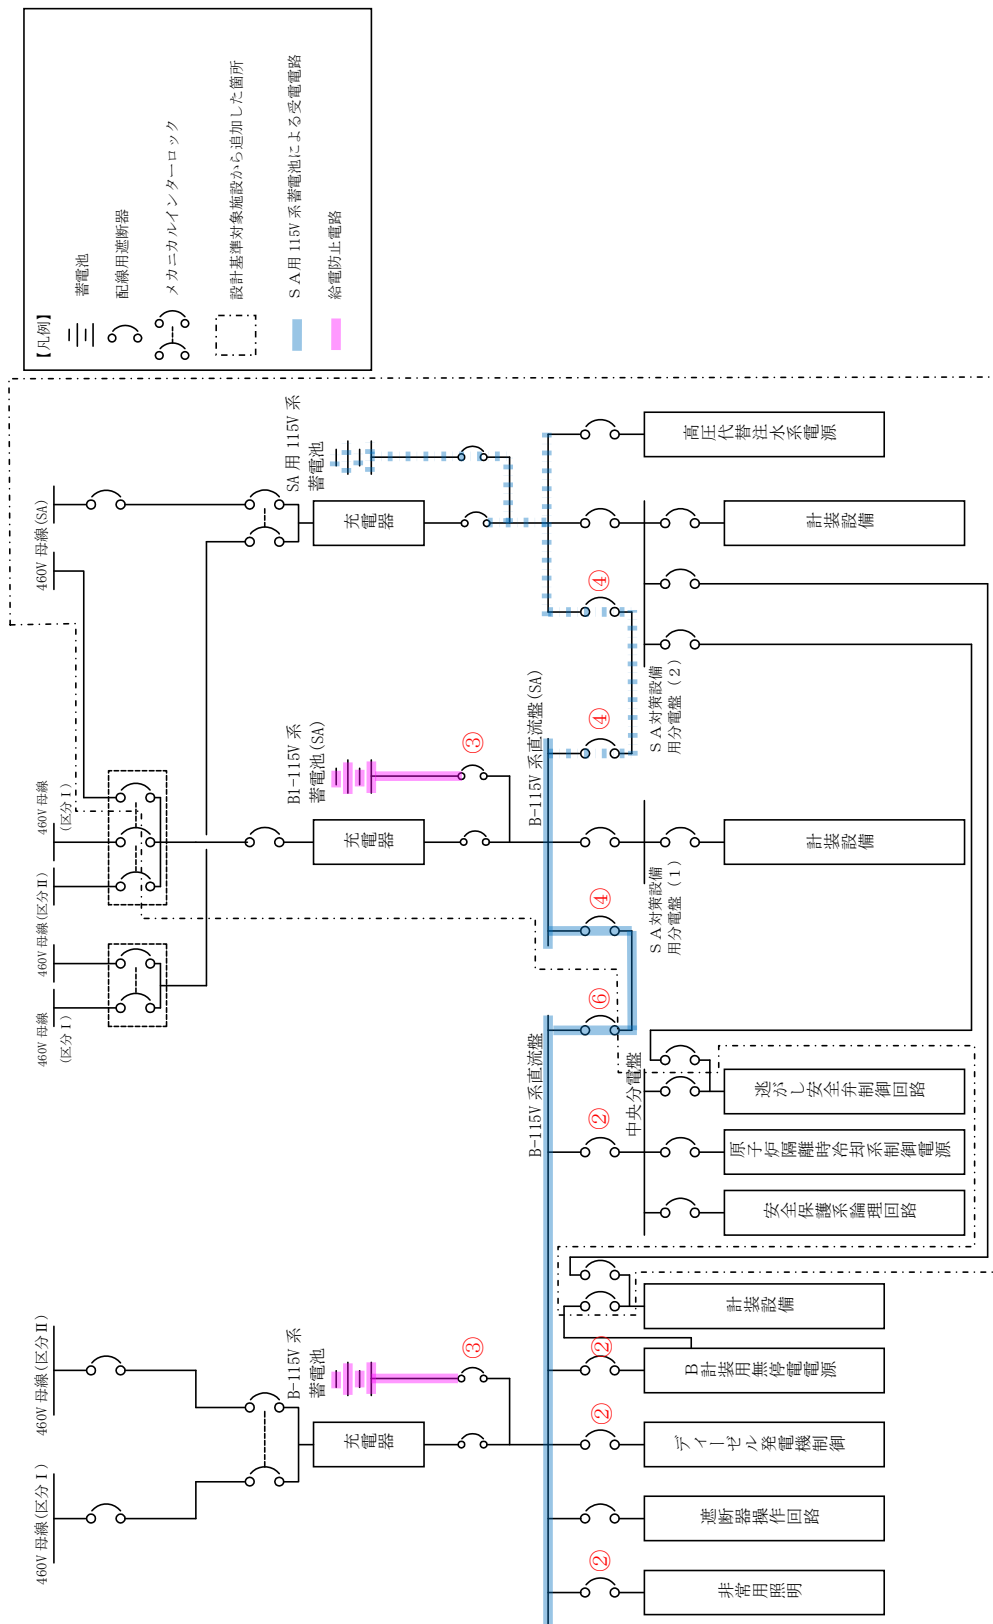 【凡例】
蓄電池
配線用遮断器
メカニカルインターロック
設計基準対象施設から追加した箇所
ＳＡ用 115V 系蓄電池による受電電路
給電防止電路
460V 母線(区分Ⅰ)
460V 母線(区分Ⅱ)
460V 母線
(区分Ⅰ)
460V 母線(区分Ⅱ)
460V 母線
(区分Ⅰ)
460V 母線(SA)
B-115V 系
蓄電池
充電器
③
B1-115V 系
蓄電池(SA)
充電器
③
SA 用 115V 系
蓄電池
充電器
B-115V 系直流盤
B-115V 系直流盤(SA)
②
②
②
②
⑥
④
④
④
中央分電盤
ＳＡ対策設備
用分電盤（1）
ＳＡ対策設備
用分電盤（2）
非常用照明
遮断器操作回路
ディーゼル発電機制御
B計装用無停電電源
計装設備
安全保護系論理回路
原子炉隔離時冷却系制御電源
逃がし安全弁制御回路
計装設備
計装設備
高圧代替注水系電源